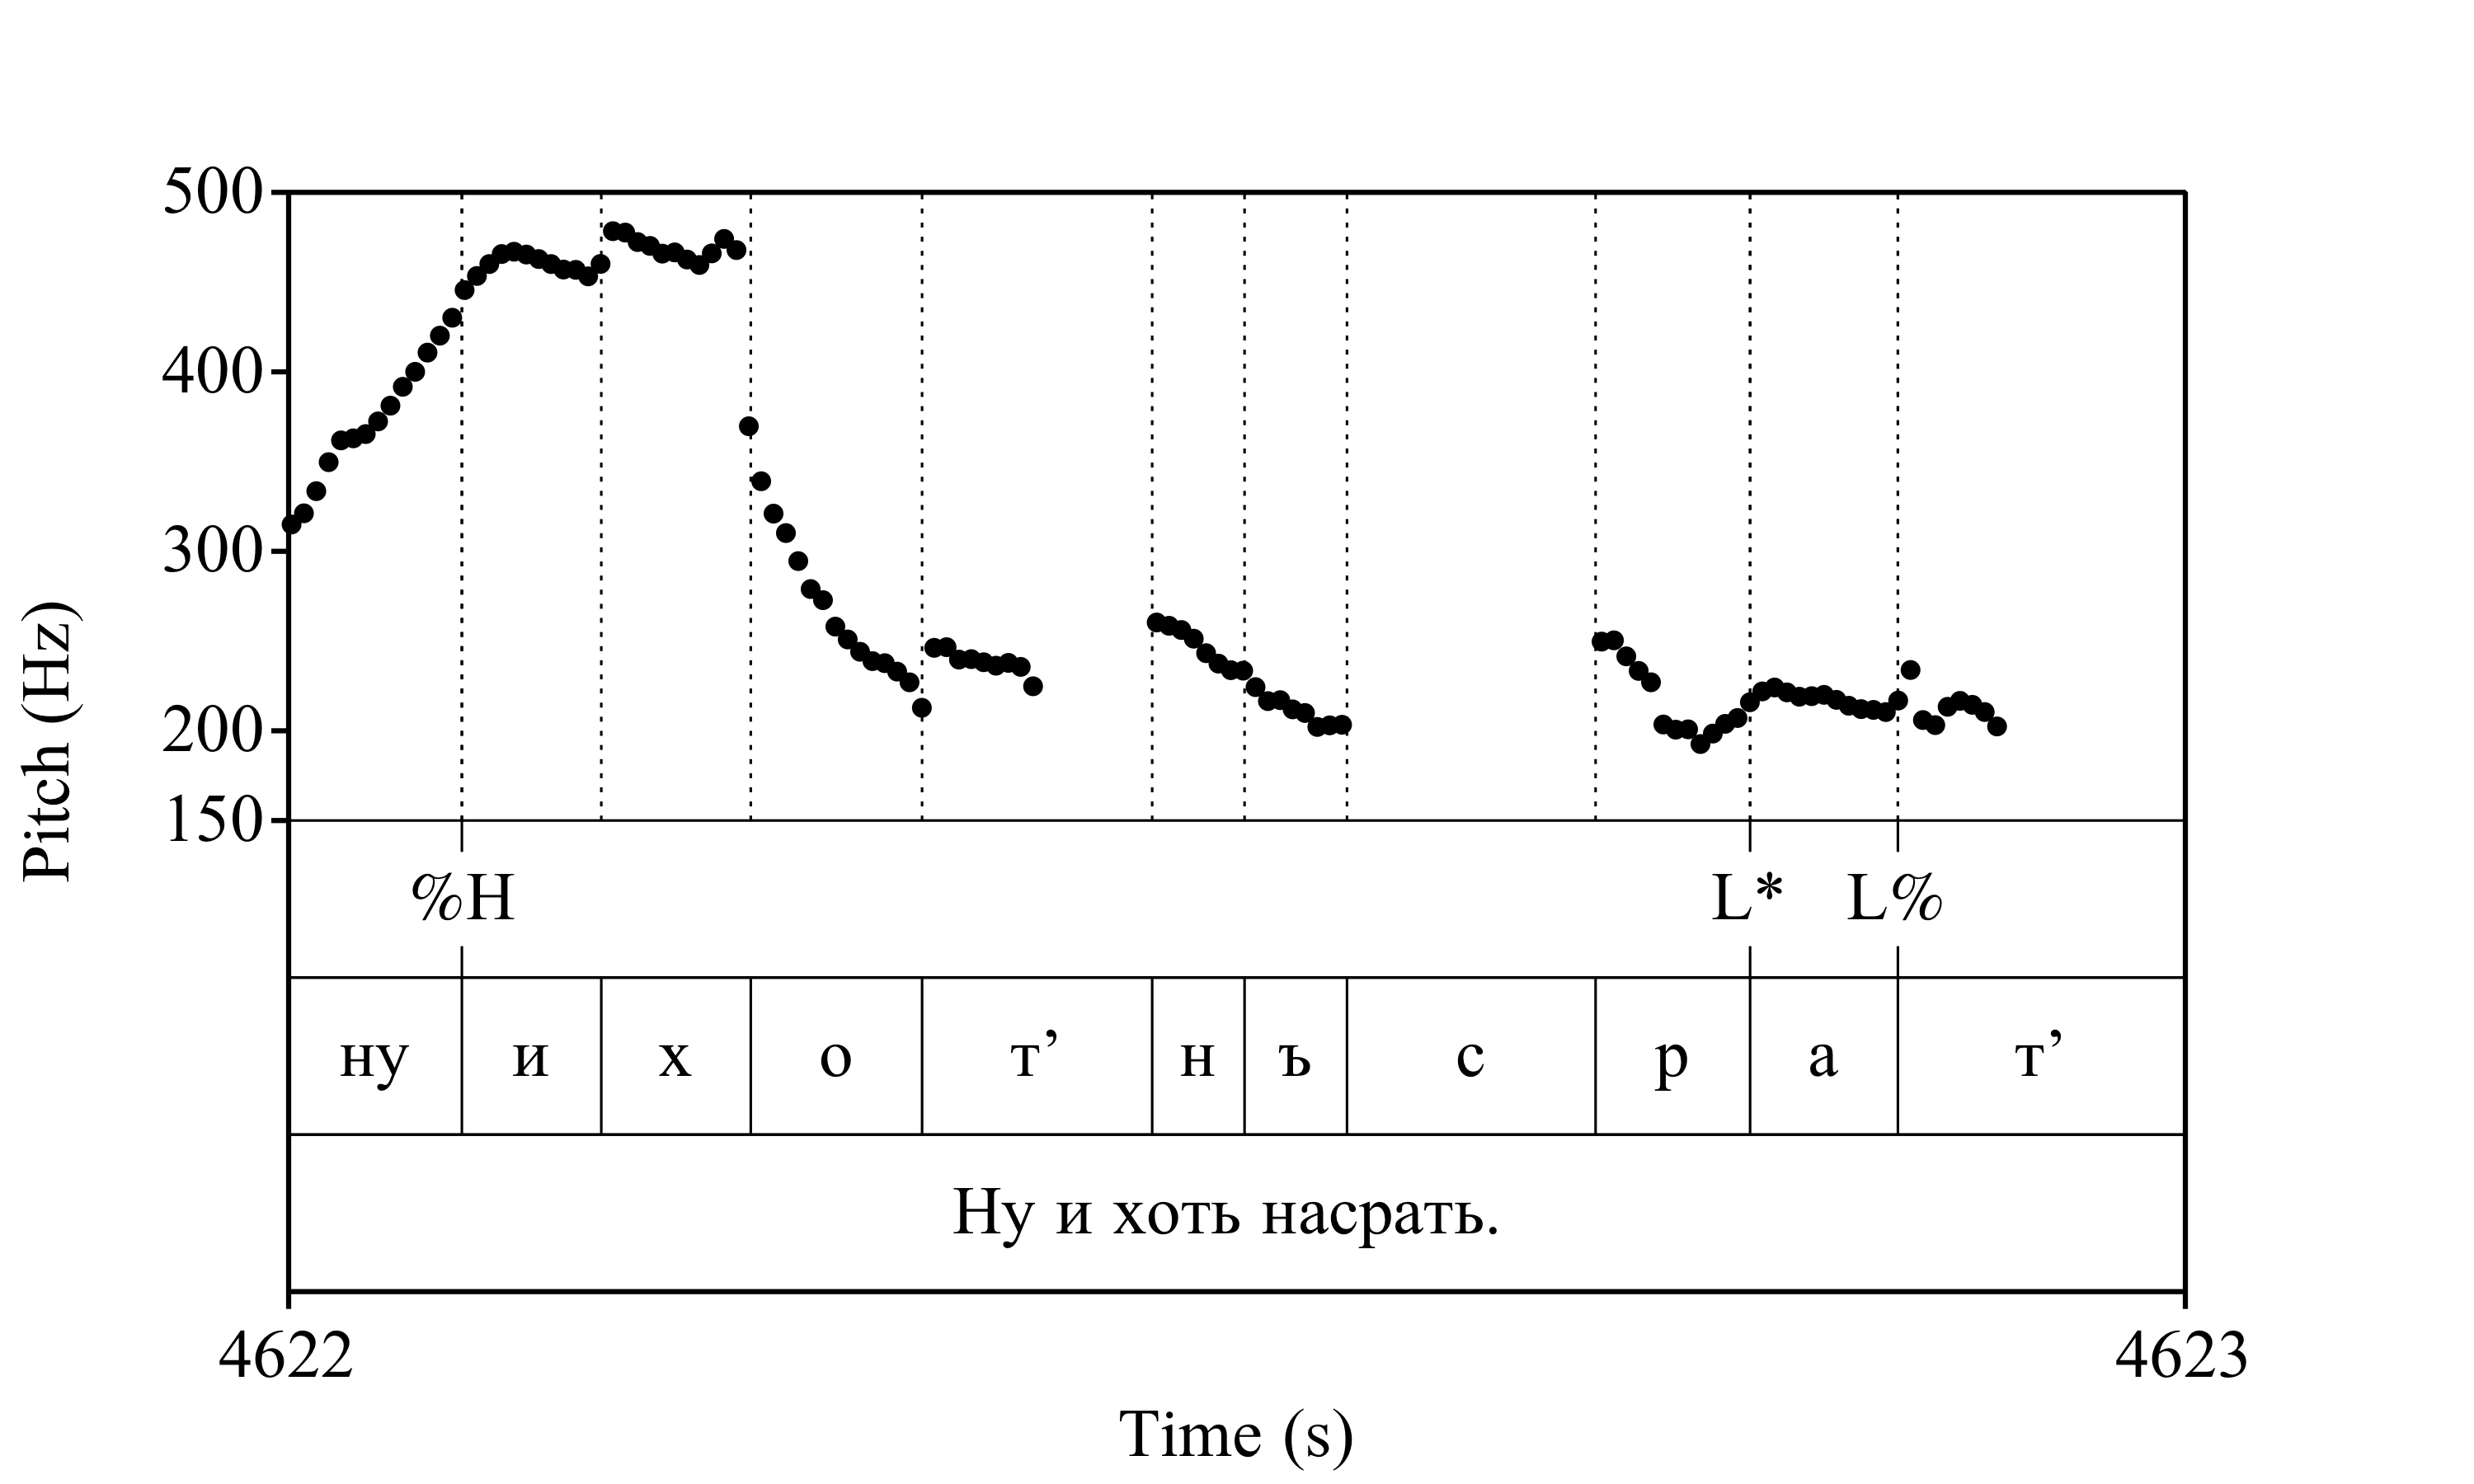 500
400
300
200
150
Pitch (Hz)
%H L* L%
ну и х о т’ н ъ с р а т’
Ну и хоть насрать.
4622 4623
Time (s)